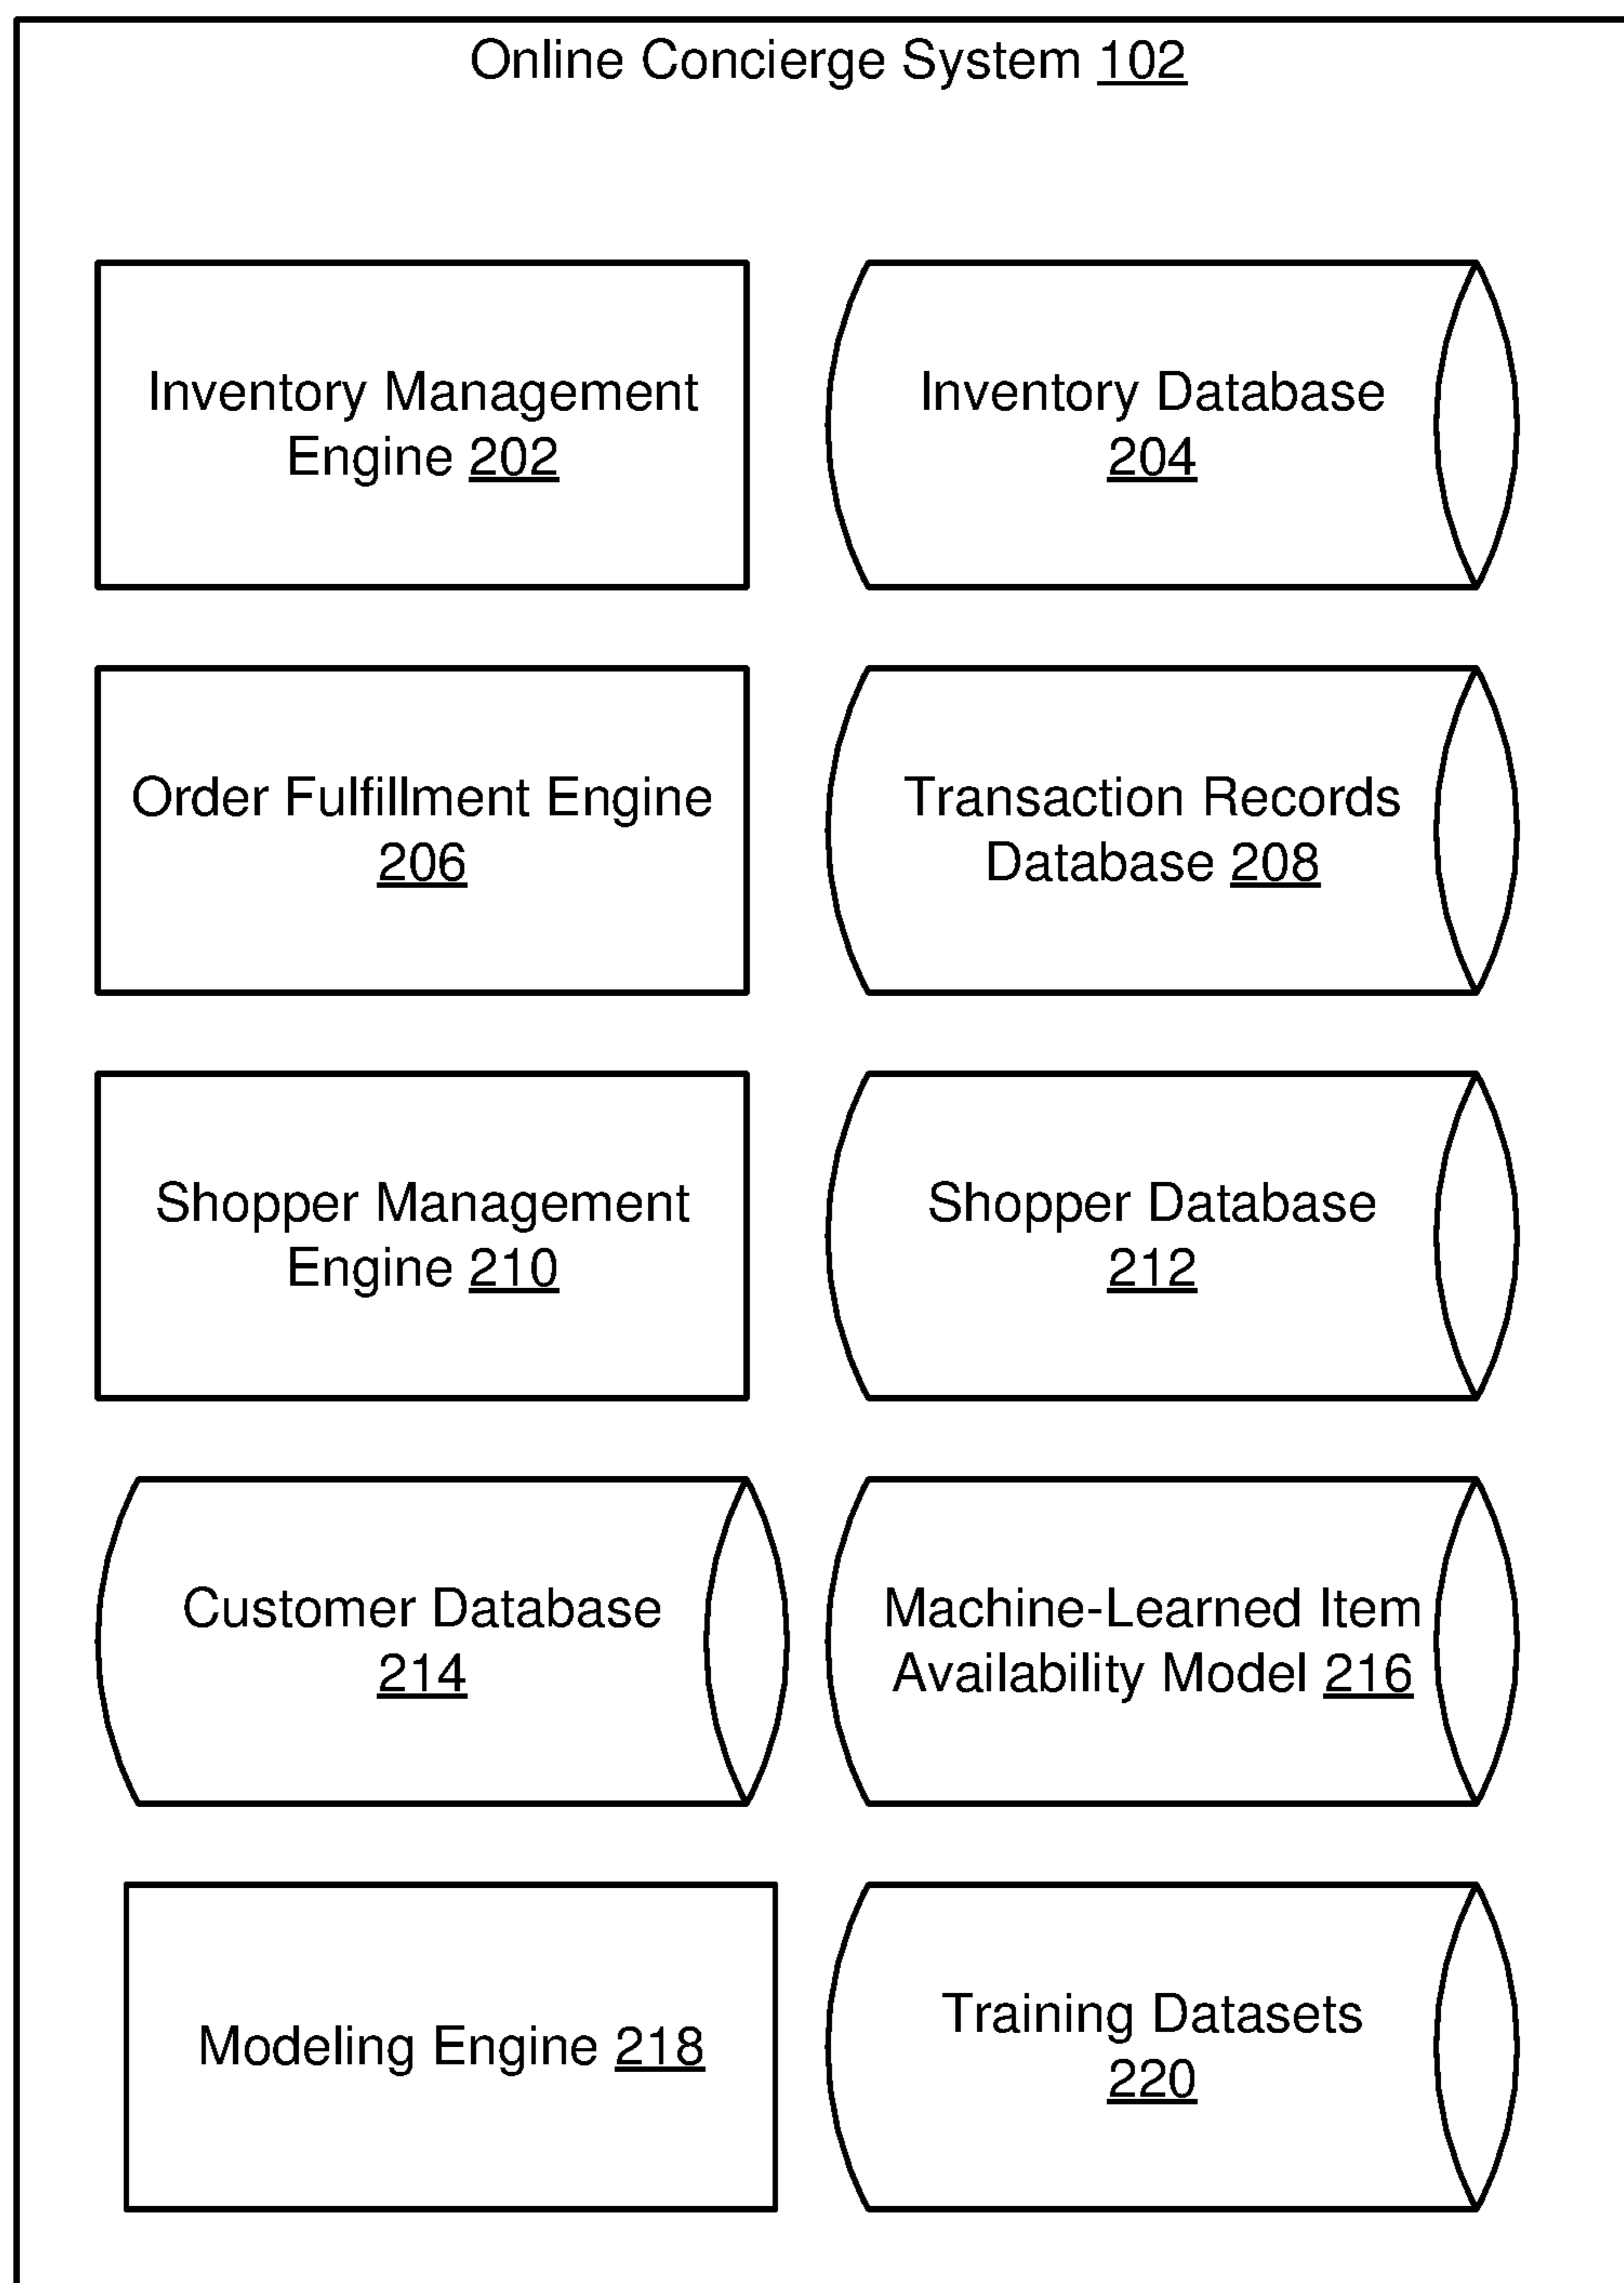 Online Concierge System 102
Inventory Management
Engine 202
Inventory Database
204
Order Fulfillment Engine
206
Transaction Records
Database 208
Shopper Management
Engine 210
Shopper Database
212
Customer Database
214
Machine-Learned Item
Availability Model 216
Modeling Engine 218
Training Datasets
220